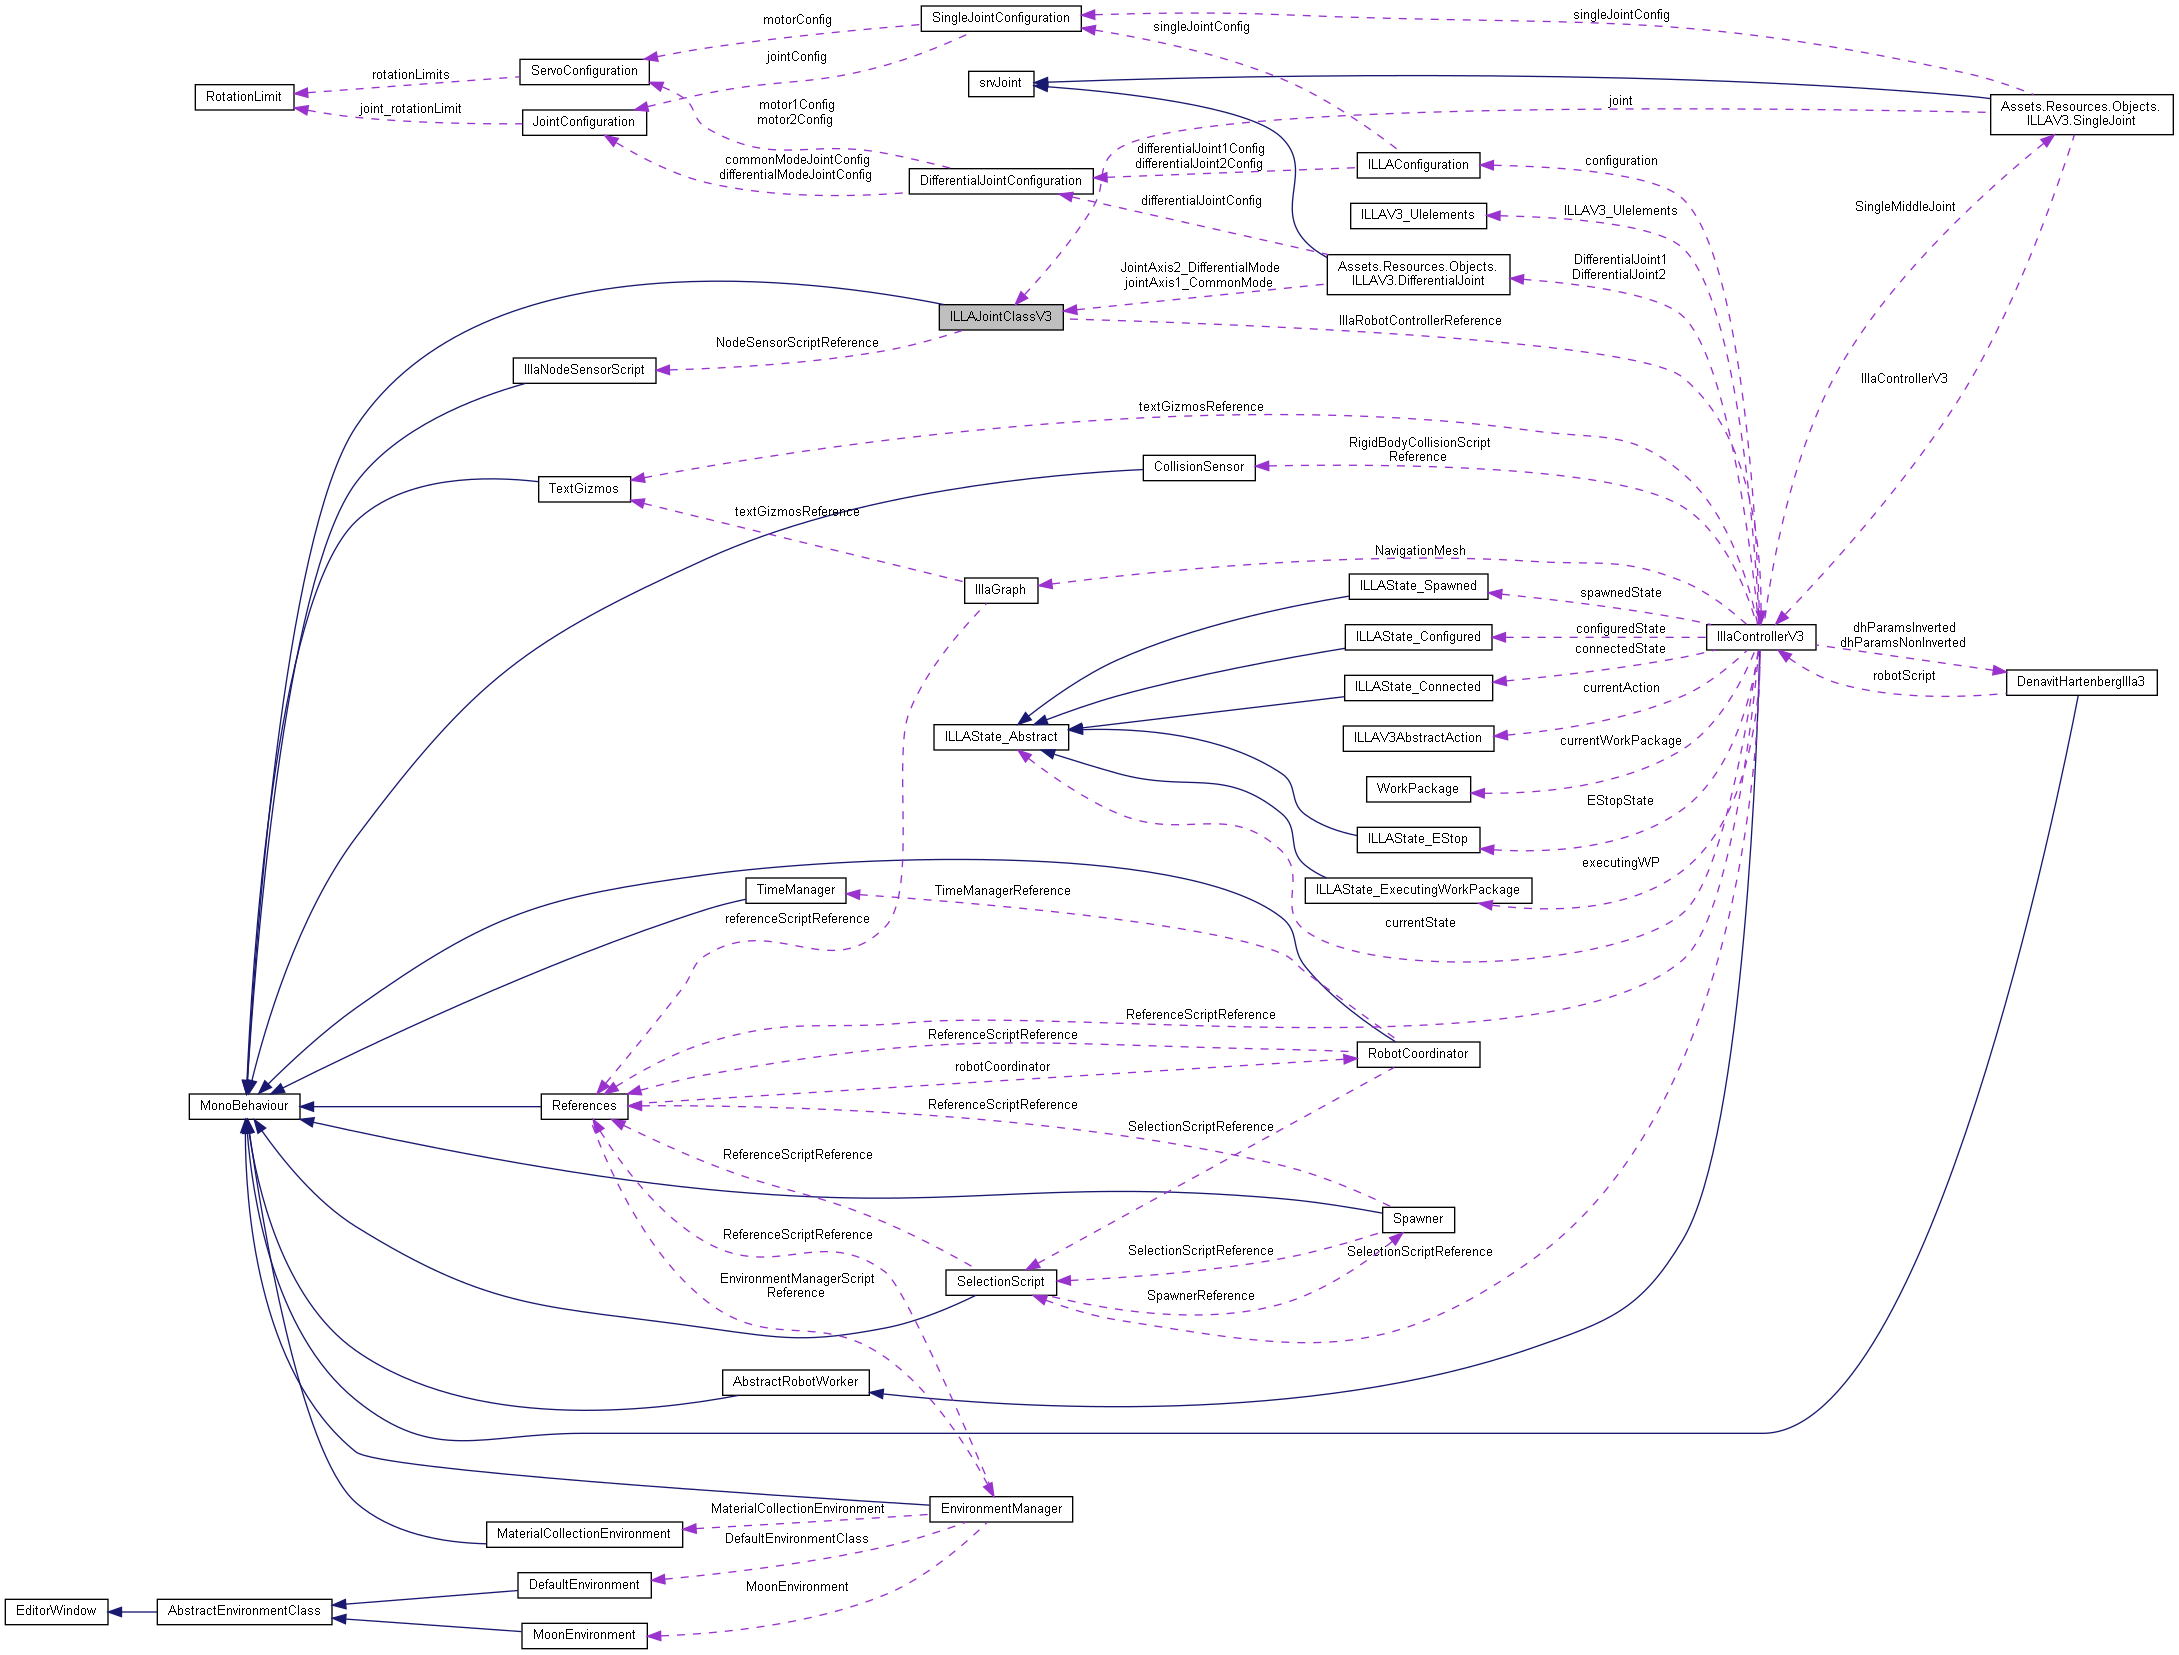 SingleJointConfiguration
motorConfig
singleJointConfig
singleJointConfig
jointConfig
ServoConfiguration
rotationLimits
RotationLimit
srvJoint
joint_rotationLimit
JointConfiguration
motor1Config
motor2Config
joint
Assets.Resources.Objects.
ILLAV3.SingleJoint
differentialJoint1Config
differentialJoint2Config
commonModeJointConfig
differentialModeJointConfig
ILLAConfiguration
configuration
DifferentialJointConfiguration
differentialJointConfig
ILLAV3_UIelements
ILLAV3_UIelements
SingleMiddleJoint
Assets.Resources.Objects.
ILLAV3.DifferentialJoint
DifferentialJoint1
DifferentialJoint2
JointAxis2_DifferentialMode
jointAxis1_CommonMode
ILLAJointClassV3
IllaRobotControllerReference
NodeSensorScriptReference
IllaNodeSensorScript
IllaControllerV3
textGizmosReference
RigidBodyCollisionScript
Reference
CollisionSensor
TextGizmos
textGizmosReference
NavigationMesh
IllaGraph
ILLAState_Spawned
spawnedState
ILLAState_Configured
configuredState
connectedState
IllaControllerV3
dhParamsInverted
dhParamsNonInverted
robotScript
DenavitHartenbergIlla3
ILLAState_Connected
currentAction
ILLAState_Abstract
ILLAV3AbstractAction
currentWorkPackage
WorkPackage
EStopState
ILLAState_EStop
executingWP
ILLAState_ExecutingWorkPackage
TimeManager
TimeManagerReference
referenceScriptReference
currentState
ReferenceScriptReference
ReferenceScriptReference
RobotCoordinator
robotCoordinator
MonoBehaviour
References
ReferenceScriptReference
SelectionScriptReference
ReferenceScriptReference
Spawner
ReferenceScriptReference
SelectionScriptReference
SelectionScriptReference
EnvironmentManagerScript
Reference
SelectionScript
SpawnerReference
AbstractRobotWorker
EnvironmentManager
MaterialCollectionEnvironment
MaterialCollectionEnvironment
DefaultEnvironmentClass
DefaultEnvironment
MoonEnvironment
EditorWindow
AbstractEnvironmentClass
MoonEnvironment